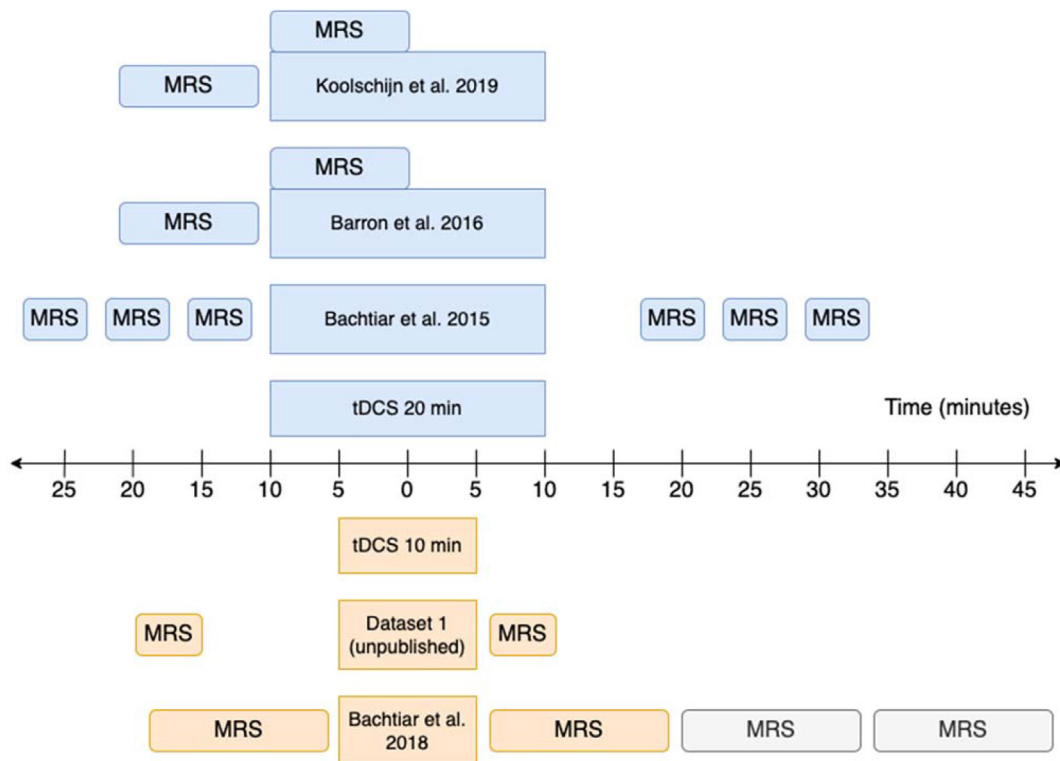 MRS
MRS
Koolschijn et al. 2019
MRS
MRS
Barron et al. 2016
MRS MRS MRS
Bachtiar et al. 2015
MRS MRS MRS
tDCS 20 min
Time (minutes)
25 20 15 10 5 0 5 10 15 20 25 30 35 40 45
tDCS 10 min
MRS
Dataset 1
(unpublished)
MRS
MRS
Bachtiar et al.
2018
MRS
MRS
MRS